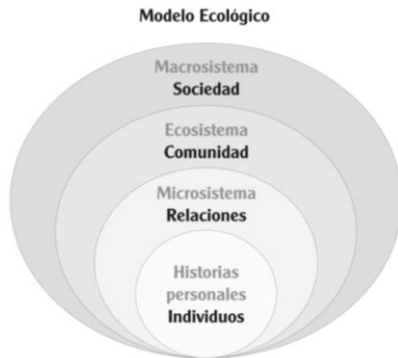 Modelo Ecológico
Macrosistema
Sociedad
Ecosistema
Comunidad
Microsistema
Relaciones
Historias
personales
Individuos